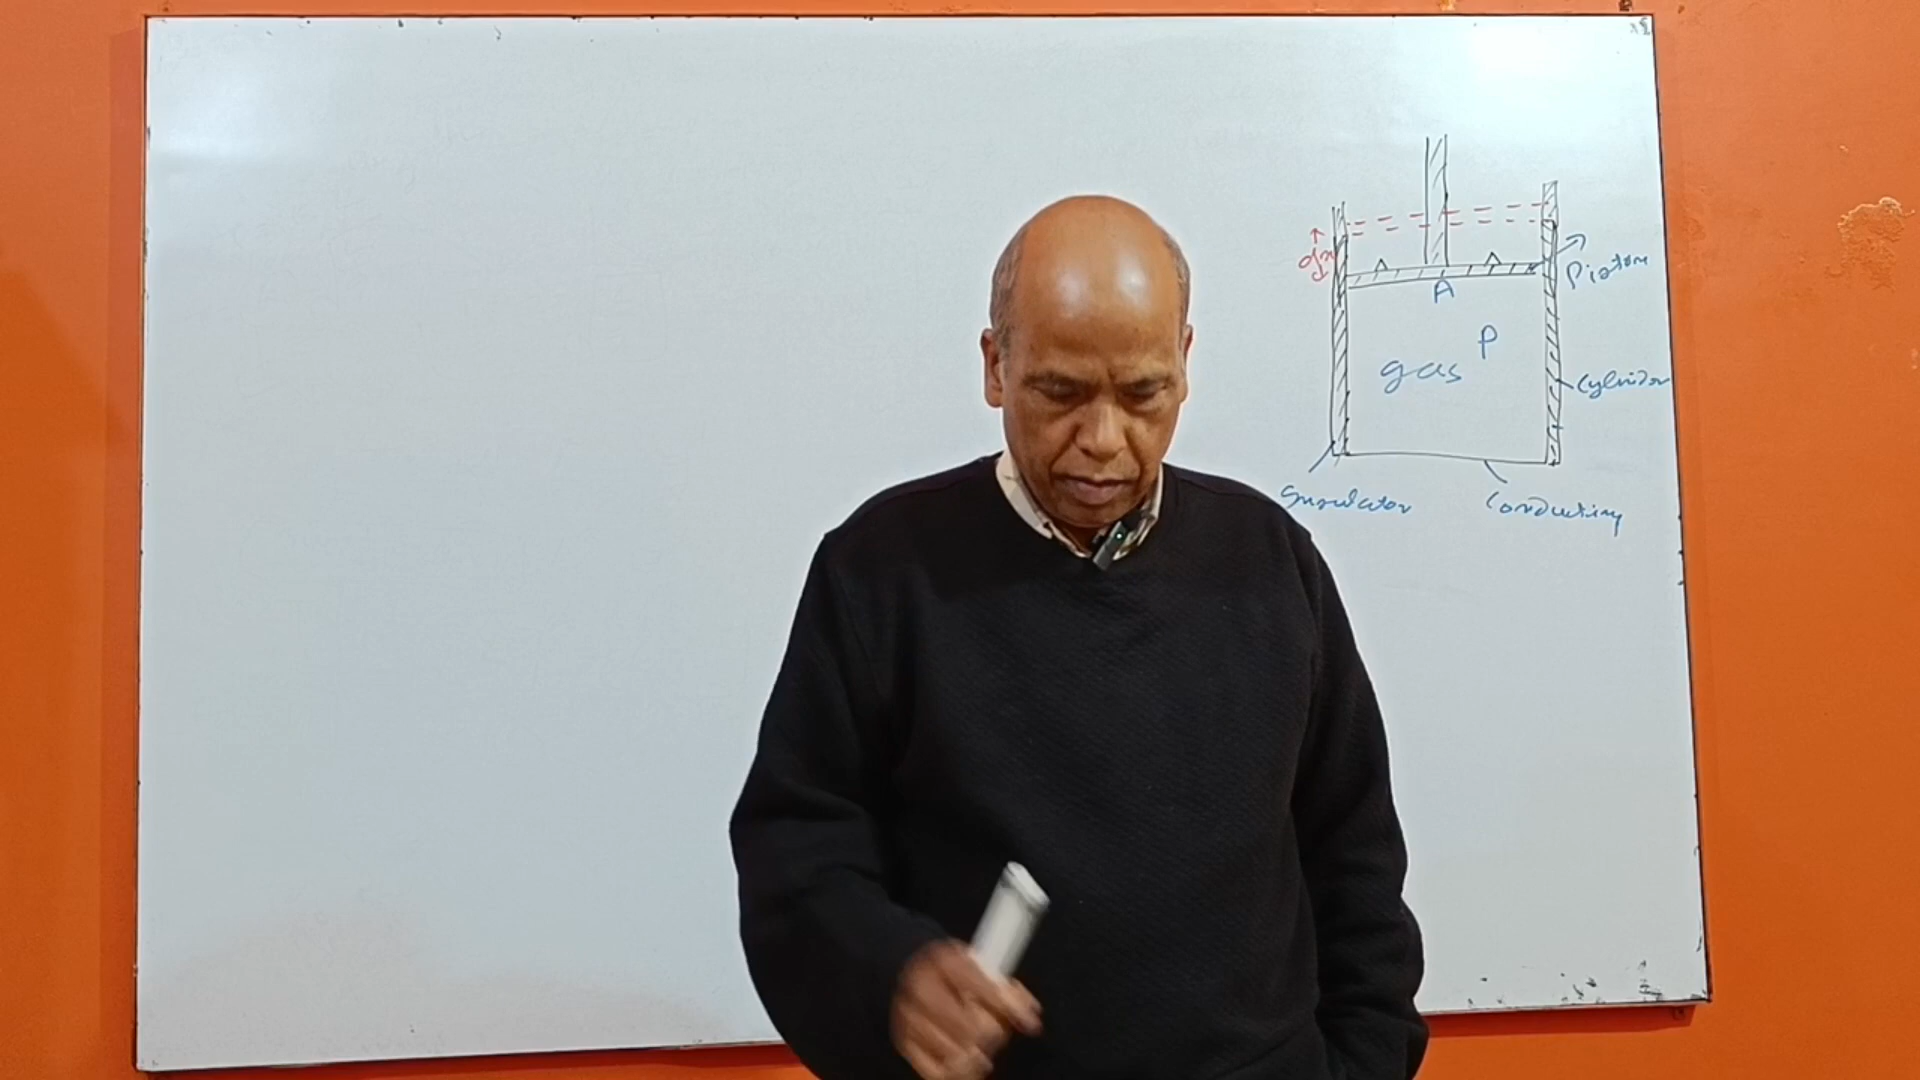 dx
Piston
A
P
gas
Cylinder
Insulator
Conducting